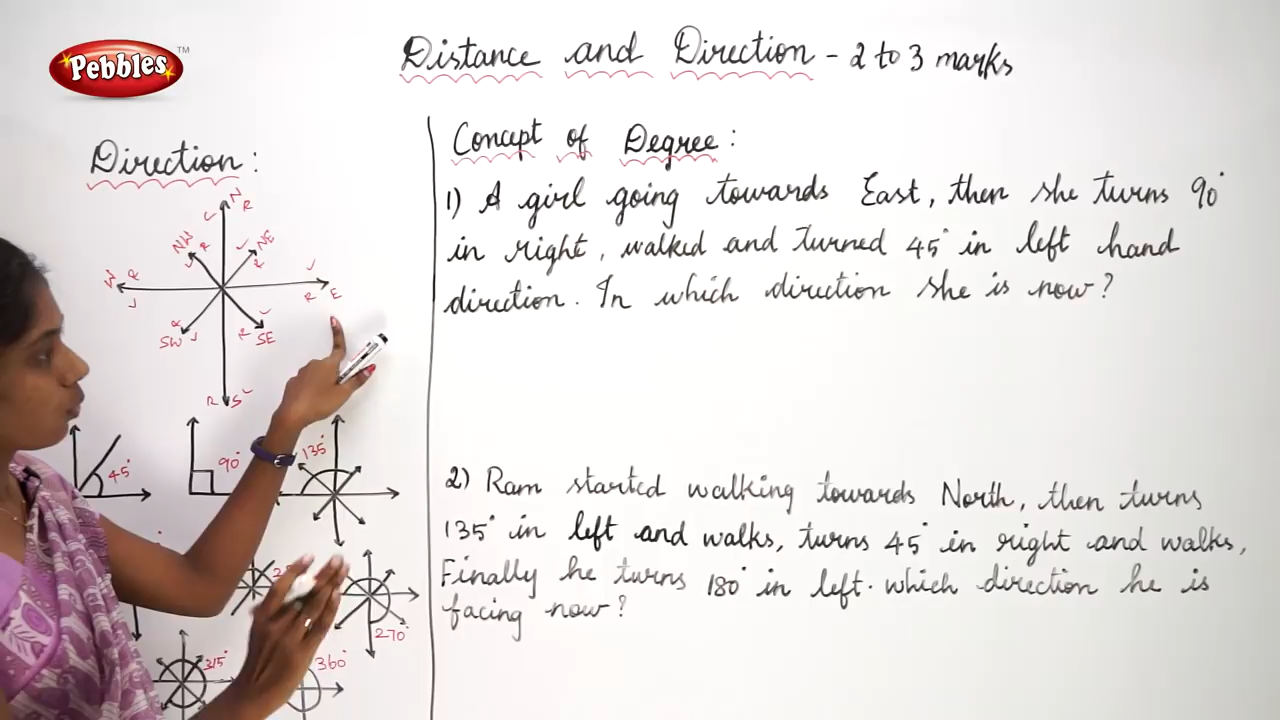 Pebbles™
Distance and Direction - 2 to 3 marks
Direction:
N
R
L
NW
R
L
NE
L
R
W
R
L
L
R
E
SW
R
L
L
R
SE
R
S
L
45°
90°
135°
270°
315°
360°
Concept of Degree:
1) A girl going towards East, then she turns 90°
in right, walked and turned 45° in left hand
direction. In which direction she is now?
2) Ram started walking towards North, then turns
135° in left and walks, turns 45° in right and walks,
Finally he turns 180° in left. which direction he is
facing now?